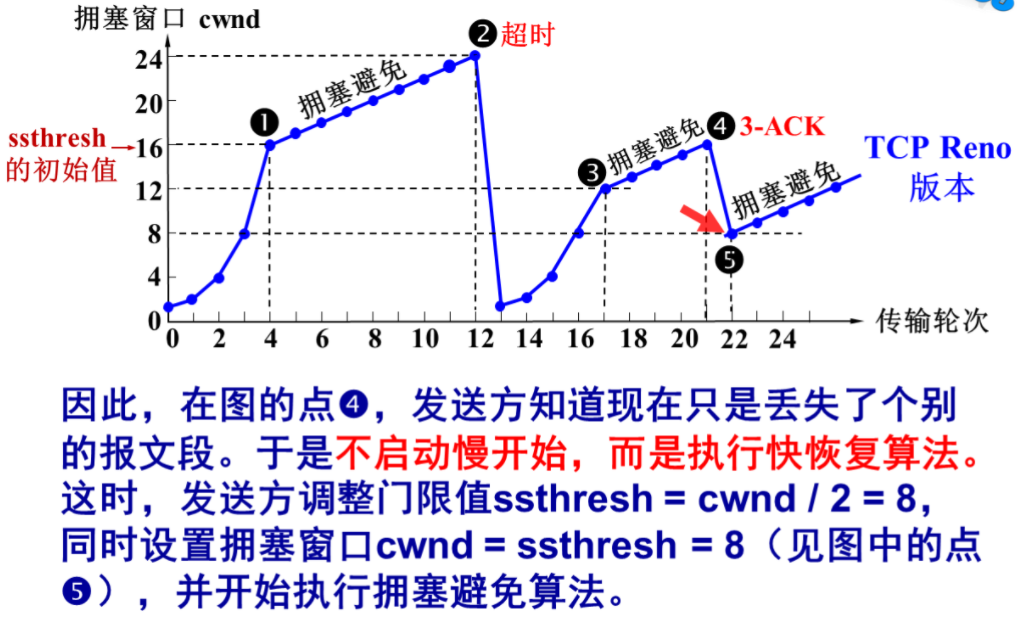 拥塞窗口 cwnd
❷ 超时
24
拥塞避免
20
❶
ssthresh
的初始值
16
❸
拥塞避免
❹ 3-ACK
TCP Reno
版本
12
拥塞避免
8
❺
4
0
0 2 4 6 8 10 12 14 16 18 20 22 24
传输轮次
因此，在图的点❹，发送方知道现在只是丢失了个别
的报文段。于是不启动慢开始，而是执行快恢复算法。
这时，发送方调整门限值ssthresh = cwnd / 2 = 8，
同时设置拥塞窗口cwnd = ssthresh = 8（见图中的点
❺），并开始执行拥塞避免算法。